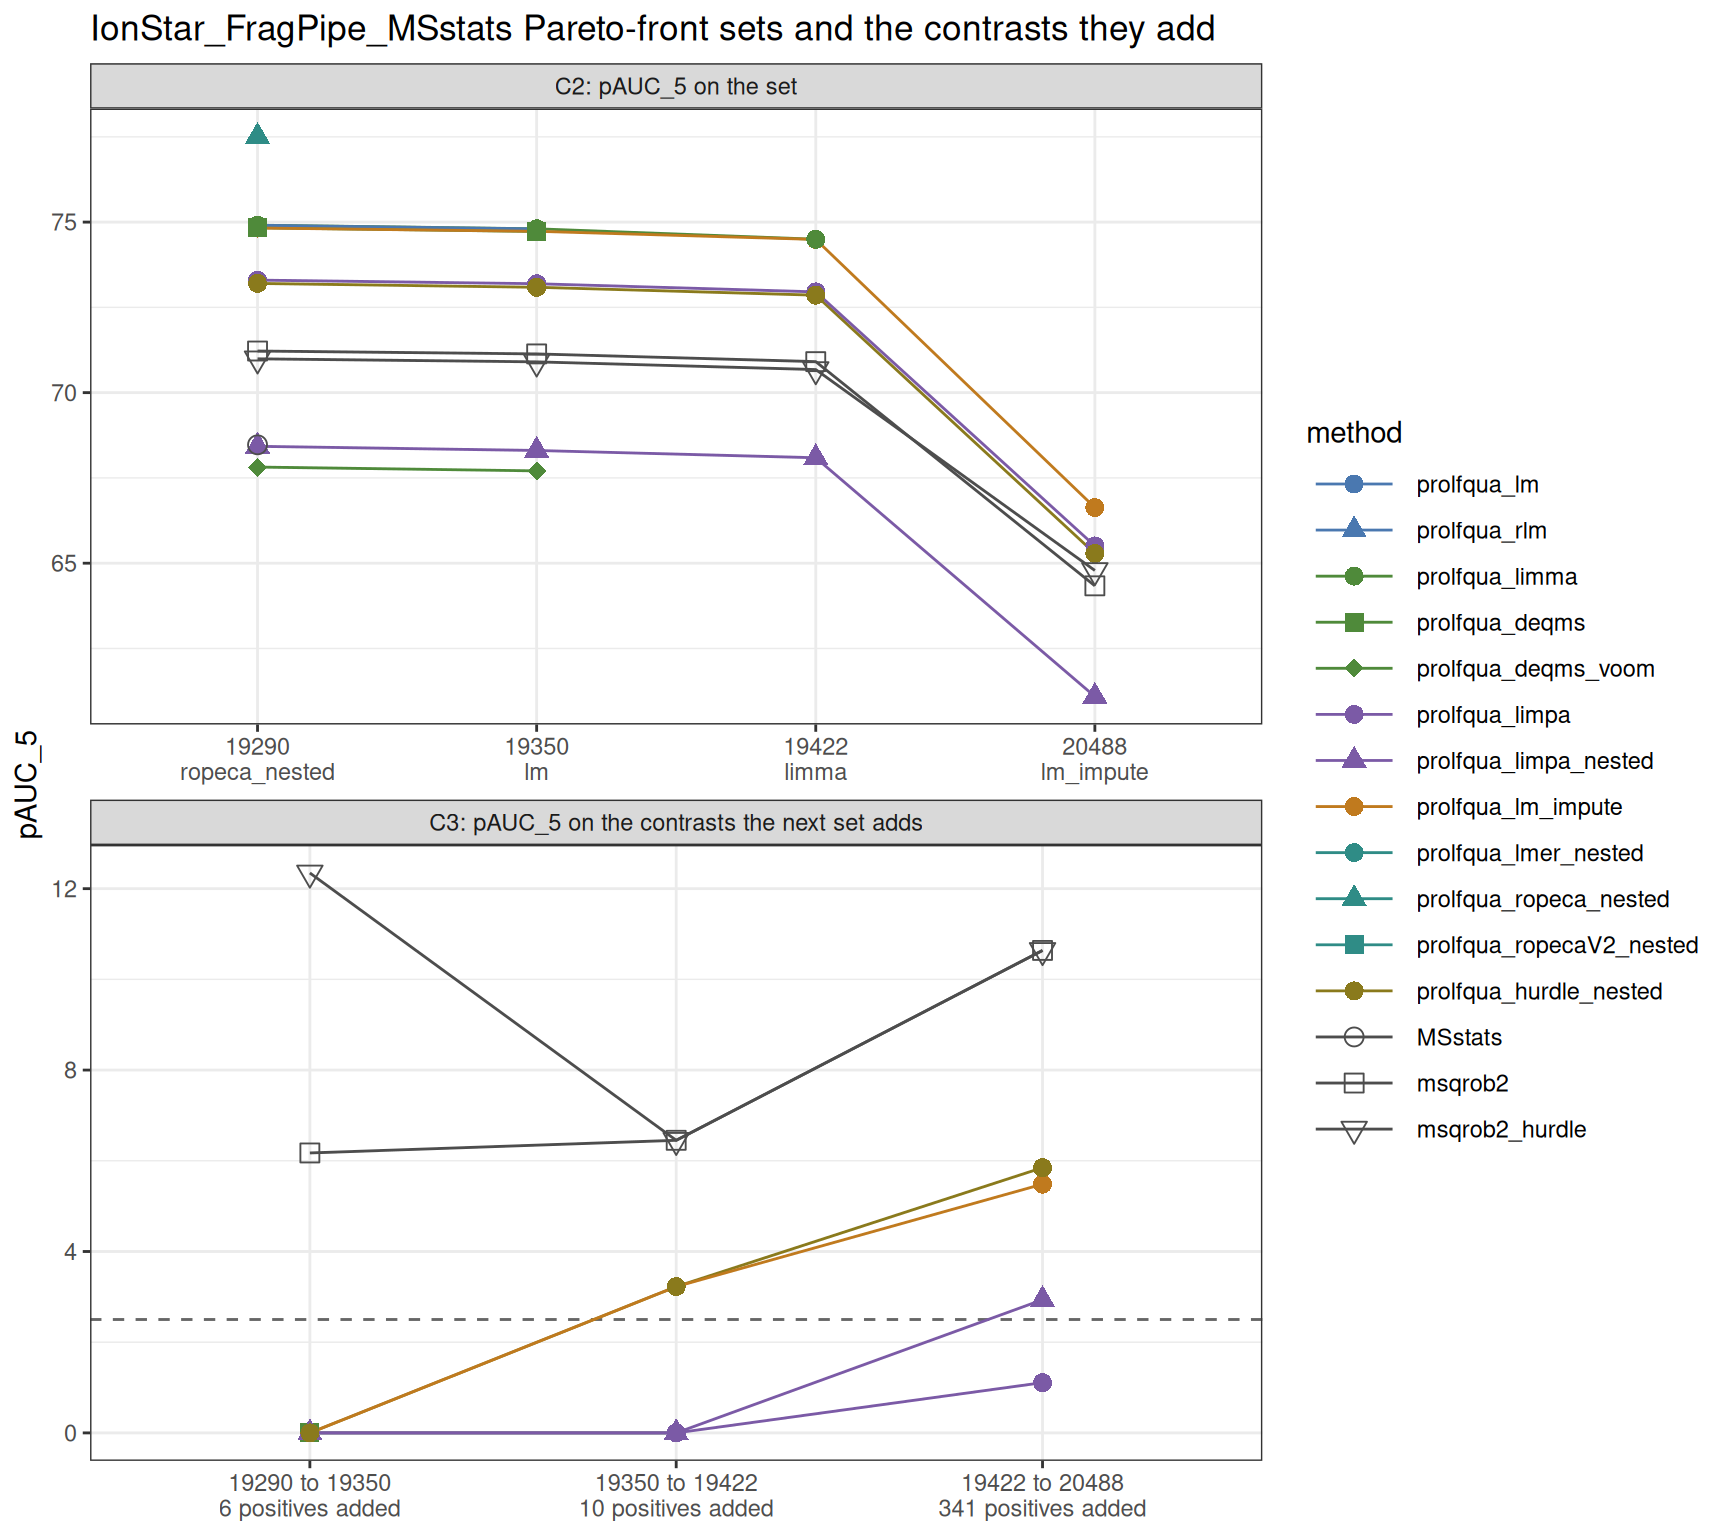 IonStar_FragPipe_MSstats Pareto-front sets and the contrasts they add
C2: pAUC_5 on the set
75
70
65
19290
ropeca_nested
19350
lm
19422
limma
20488
lm_impute
pAUC_5
C3: pAUC_5 on the contrasts the next set adds
12
8
4
0
19290 to 19350
6 positives added
19350 to 19422
10 positives added
19422 to 20488
341 positives added
method
prolfqua_lm
prolfqua_rlm
prolfqua_limma
prolfqua_deqms
prolfqua_deqms_voom
prolfqua_limpa
prolfqua_limpa_nested
prolfqua_lm_impute
prolfqua_lmer_nested
prolfqua_ropeca_nested
prolfqua_ropecaV2_nested
prolfqua_hurdle_nested
MSstats
msqrob2
msqrob2_hurdle